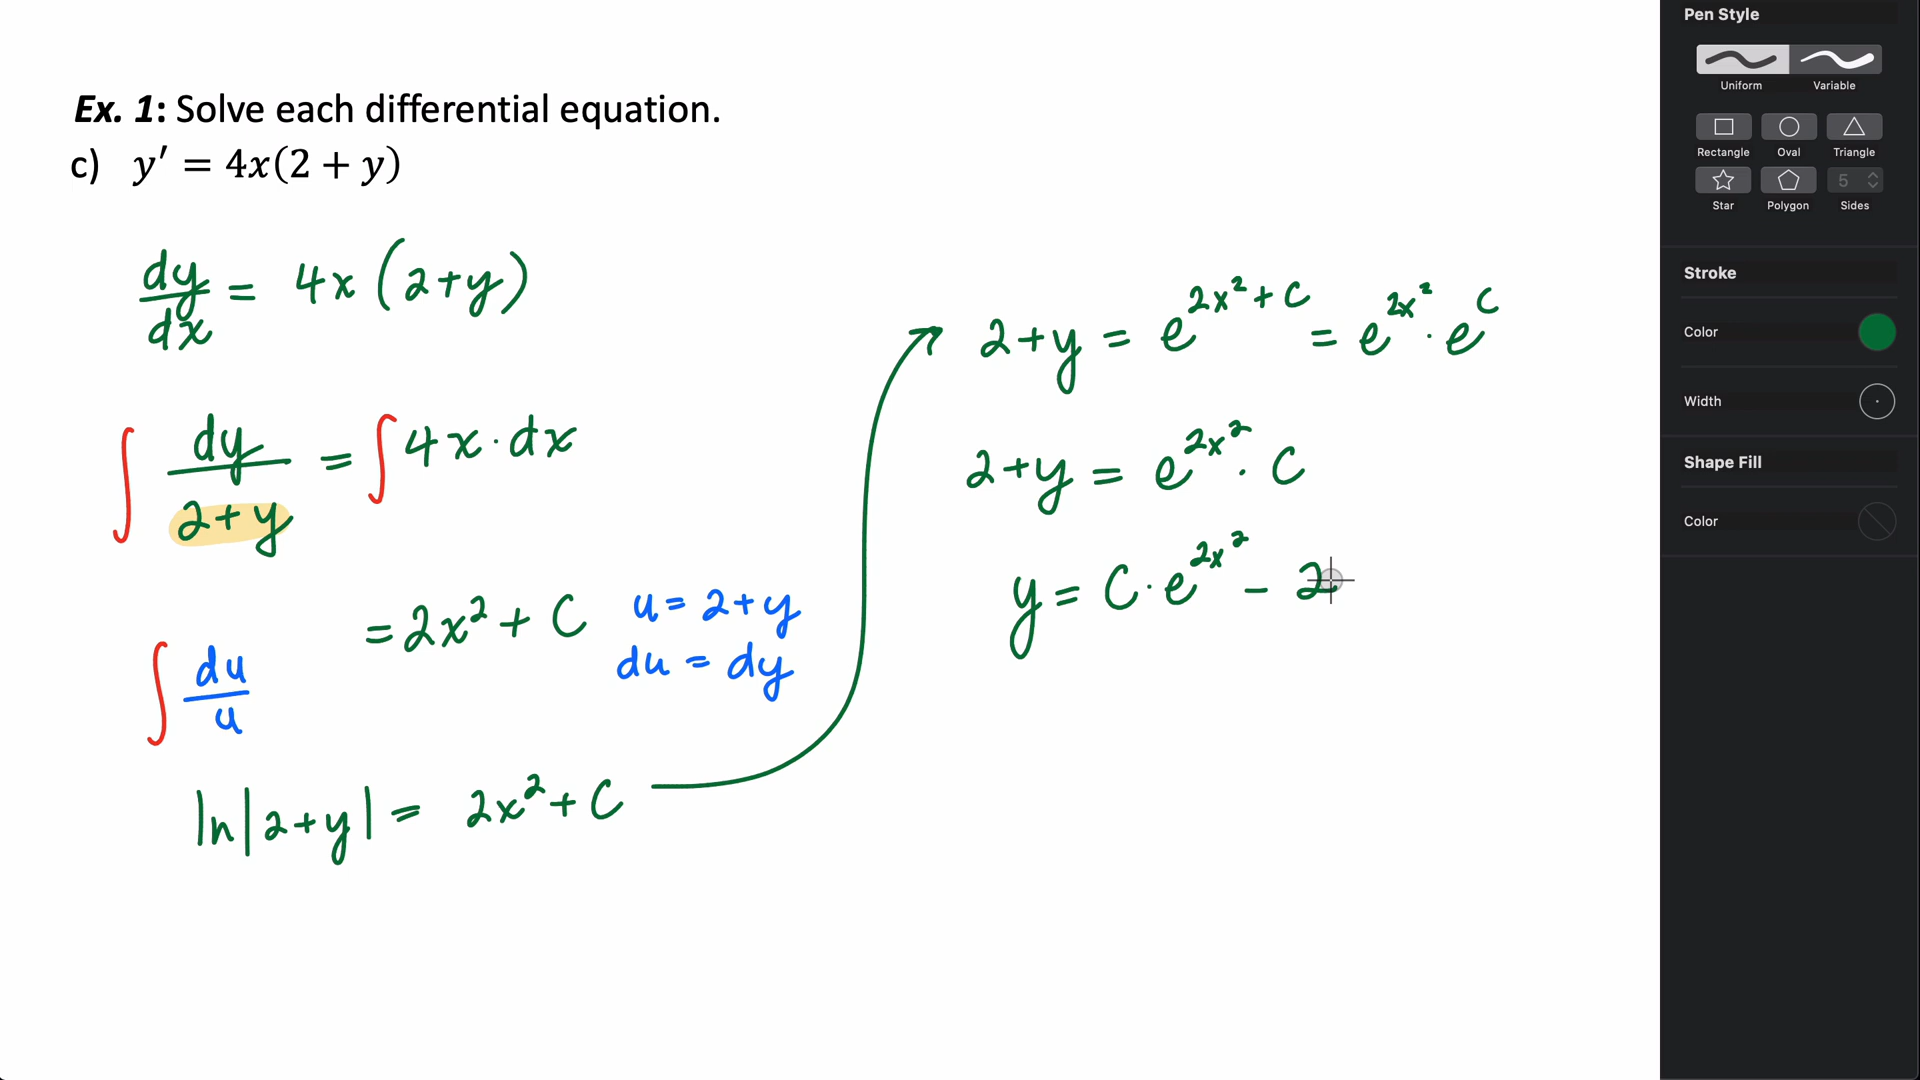 Ex. 1: Solve each differential equation.
c) y′ = 4x(2 + y)
dy/dx = 4x (2+y)
∫ dy/(2+y) = ∫ 4x · dx
= 2x² + C
u = 2+y
du = dy
∫ du/u
ln|2+y| = 2x² + C
2+y = e^(2x²+C) = e^(2x²) · e^C
2+y = e^(2x²) · C
y = C · e^(2x²) − 2
Pen Style
Uniform Variable
Rectangle Oval Triangle
5
Star Polygon Sides
Stroke
Color
Width
Shape Fill
Color